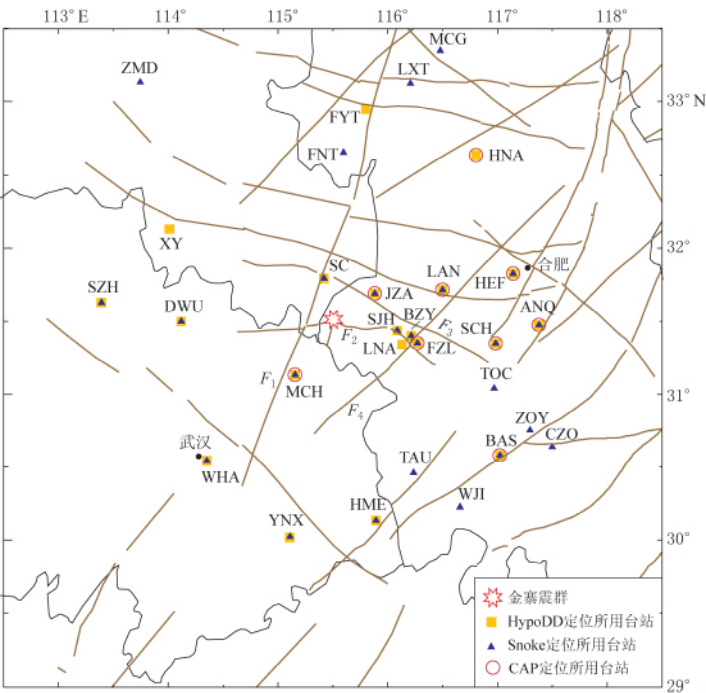 113°E 114° 115° 116° 117° 118°
MCG
ZMD
LXT
33°N
FYT
FNT
HNA
32°
XY
SC
LAN
合肥
HEF
SZH
JZA
DWU
SJH
BZY
ANQ
F2
F3
SCH
LNA
FZL
TOC
F1
MCH
31°
F4
ZOY
武汉
BAS
CZO
TAU
WHA
WJI
HME
YNX
30°
金寨震群
HypoDD定位所用台站
Snoke定位所用台站
CAP定位所用台站
29°